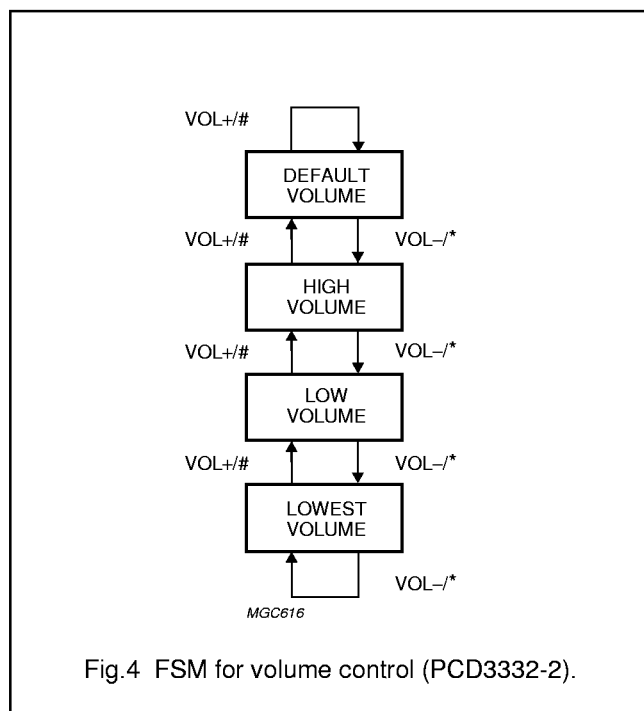 VOL+/#
DEFAULT
VOLUME
VOL+/# VOL–/*
HIGH
VOLUME
VOL+/# VOL–/*
LOW
VOLUME
VOL+/# VOL–/*
LOWEST
VOLUME
VOL–/*
MGC616
Fig.4 FSM for volume control (PCD3332-2).